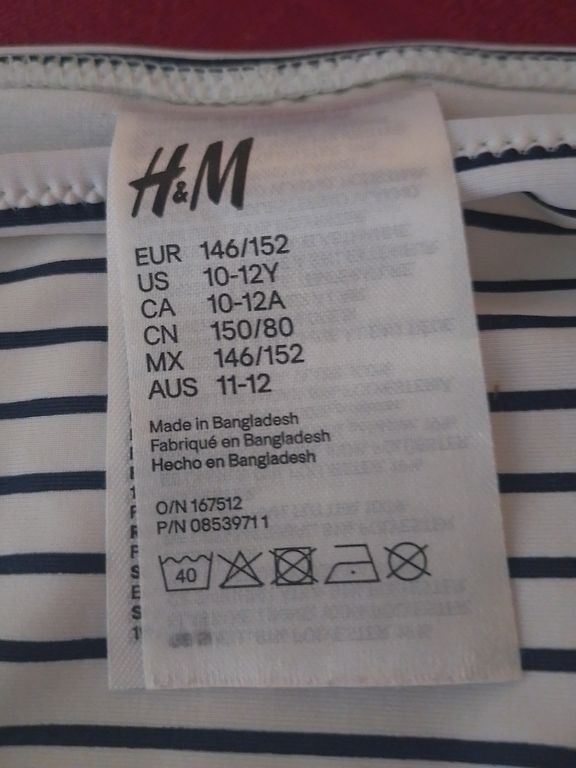 H&M
EUR 146/152
US 10-12Y
CA 10-12A
CN 150/80
MX 146/152
AUS 11-12
Made in Bangladesh
Fabriqué en Bangladesh
Hecho en Bangladesh
O/N 167512
P/N 08539711
40